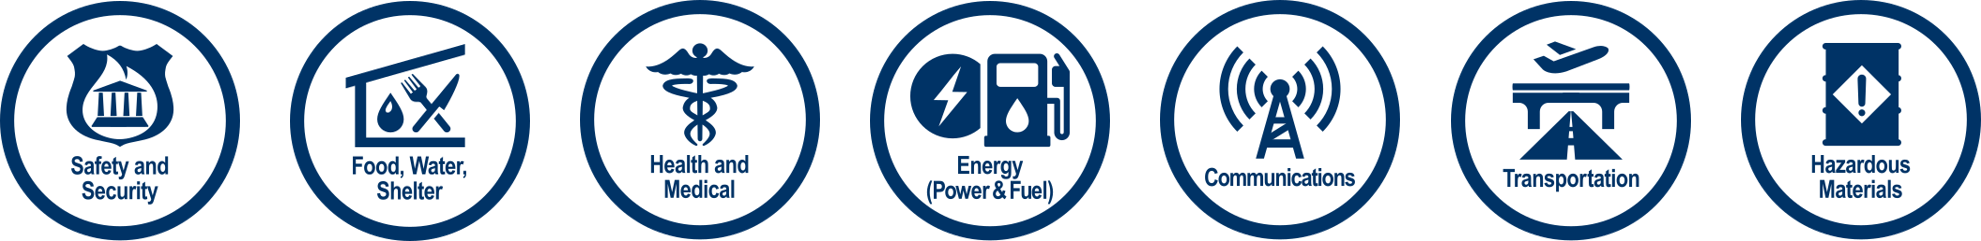 Safety and
Security
Food, Water,
Shelter
Health and
Medical
Energy
(Power & Fuel)
Communications
Transportation
Hazardous
Materials